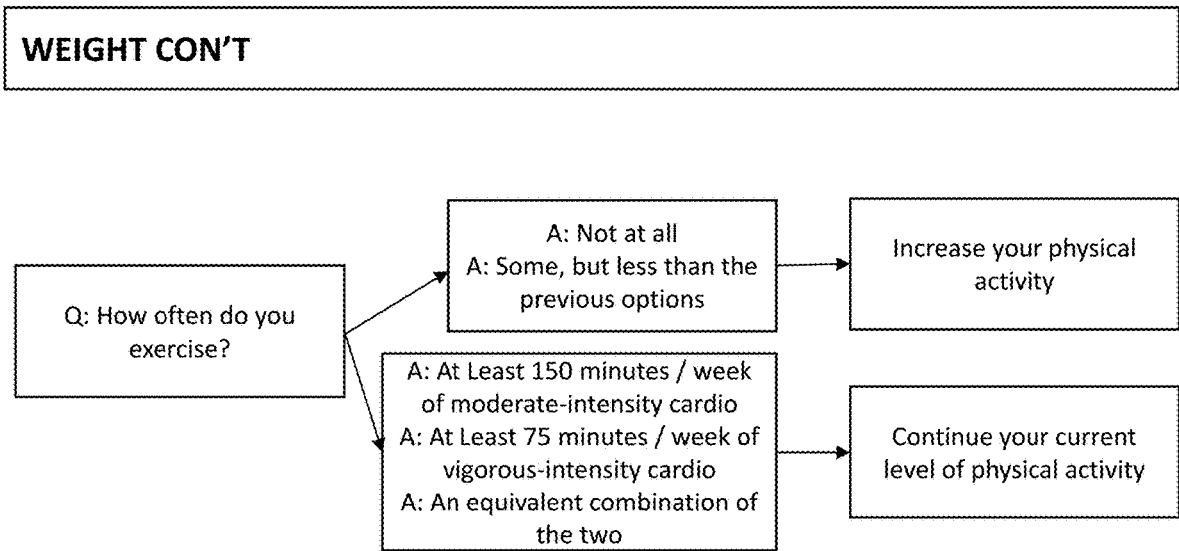 WEIGHT CON'T
Q: How often do you
exercise?
A: Not at all
A: Some, but less than the
previous options
Increase your physical
activity
A: At Least 150 minutes / week
of moderate-intensity cardio
A: At Least 75 minutes / week of
vigorous-intensity cardio
A: An equivalent combination of
the two
Continue your current
level of physical activity